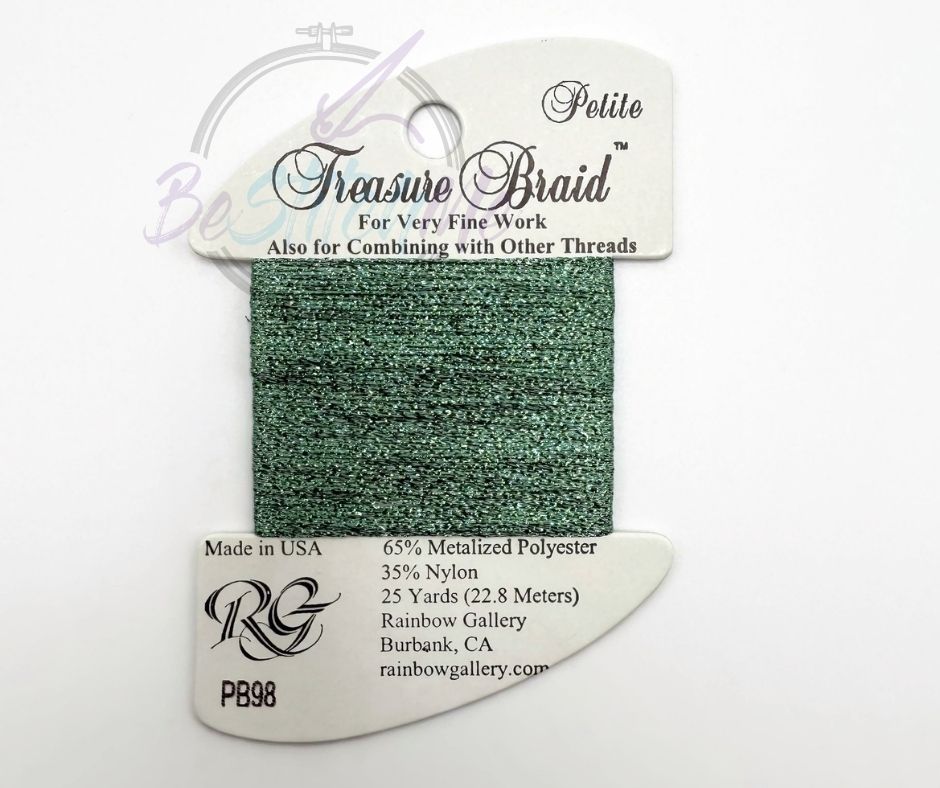 Petite
Treasure Braid™
BeStitchMe
For Very Fine Work
Also for Combining with Other Threads
Made in USA
65% Metalized Polyester
35% Nylon
25 Yards (22.8 Meters)
Rainbow Gallery
Burbank, CA
rainbowgallery.com
RG
PB98